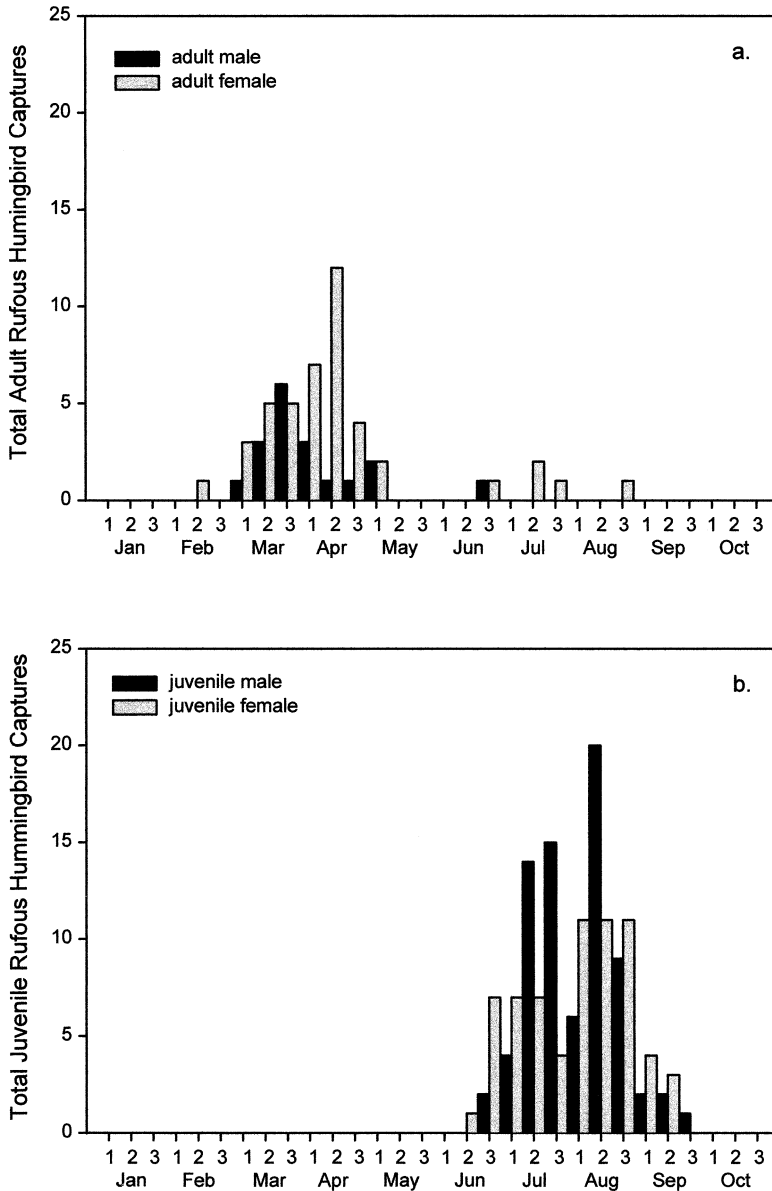 25
20
15
10
5
0
Total Adult Rufous Humingbird Captures
adult male
adult female
a.
1 2 3 1 2 3 1 2 3 1 2 3 1 2 3 1 2 3 1 2 3 1 2 3 1 2 3 1 2 3
Jan Feb Mar Apr May Jun Jul Aug Sep Oct
25
20
15
10
5
0
Total Juvenile Rufous Hummingbird Captures
juvenile male
juvenile female
b.
1 2 3 1 2 3 1 2 3 1 2 3 1 2 3 1 2 3 1 2 3 1 2 3 1 2 3 1 2 3
Jan Feb Mar Apr May Jun Jul Aug Sep Oct